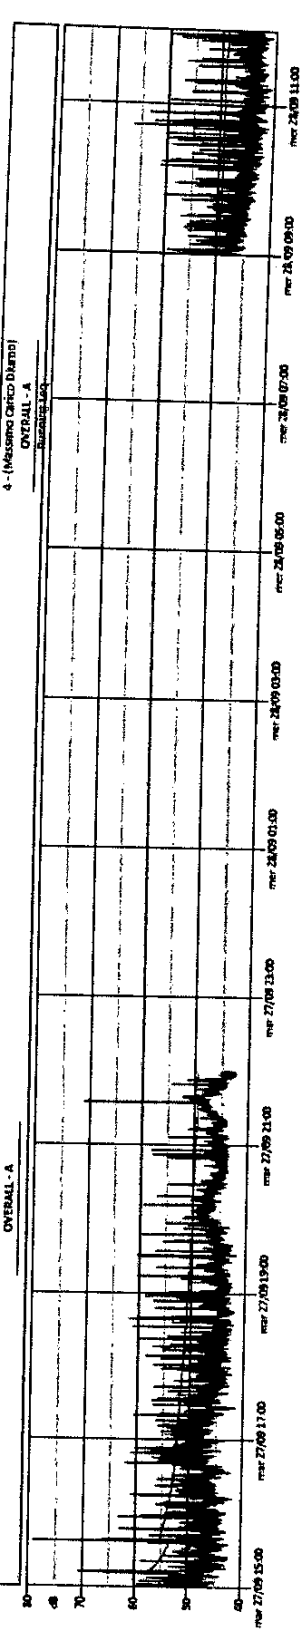 4 - (Massimo Carico Diurno)
OVERALL - A
OVERALL - A
Running Leq
80
dB
70
60
50
40
mar 27/09 15:00
mar 27/09 17:00
mar 27/09 19:00
mar 27/09 21:00
mar 27/09 23:00
mer 28/09 01:00
mer 28/09 03:00
mer 28/09 05:00
mer 28/09 07:00
mer 28/09 09:00
mer 28/09 11:00